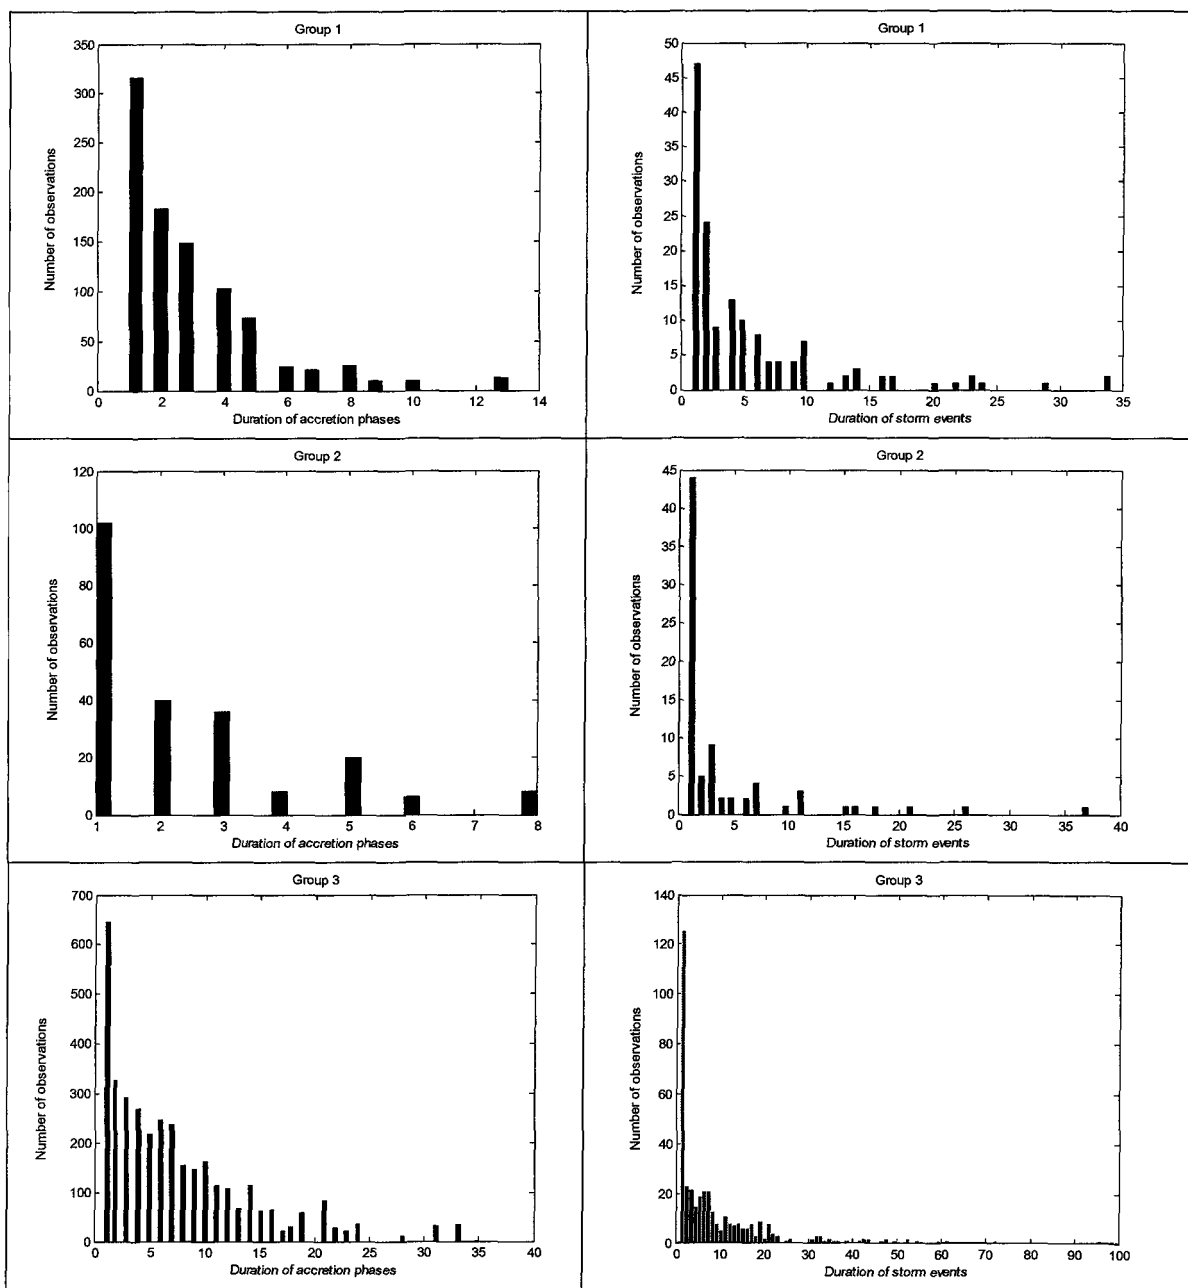 Group 1
350
300
250
200
150
100
50
0
Number of observations
0 2 4 6 8 10 12 14
Duration of accretion phases
Group 1
50
45
40
35
30
25
20
15
10
5
0
Number of observations
0 5 10 15 20 25 30 35
Duration of storm events
Group 2
120
100
80
60
40
20
0
Number of observations
1 2 3 4 5 6 7 8
Duration of accretion phases
Group 2
45
40
35
30
25
20
15
10
5
0
Number of observations
0 5 10 15 20 25 30 35 40
Duration of storm events
Group 3
700
600
500
400
300
200
100
0
Number of observations
0 5 10 15 20 25 30 35 40
Duration of accretion phases
Group 3
140
120
100
80
60
40
20
0
Number of observations
0 10 20 30 40 50 60 70 80 90 100
Duration of storm events